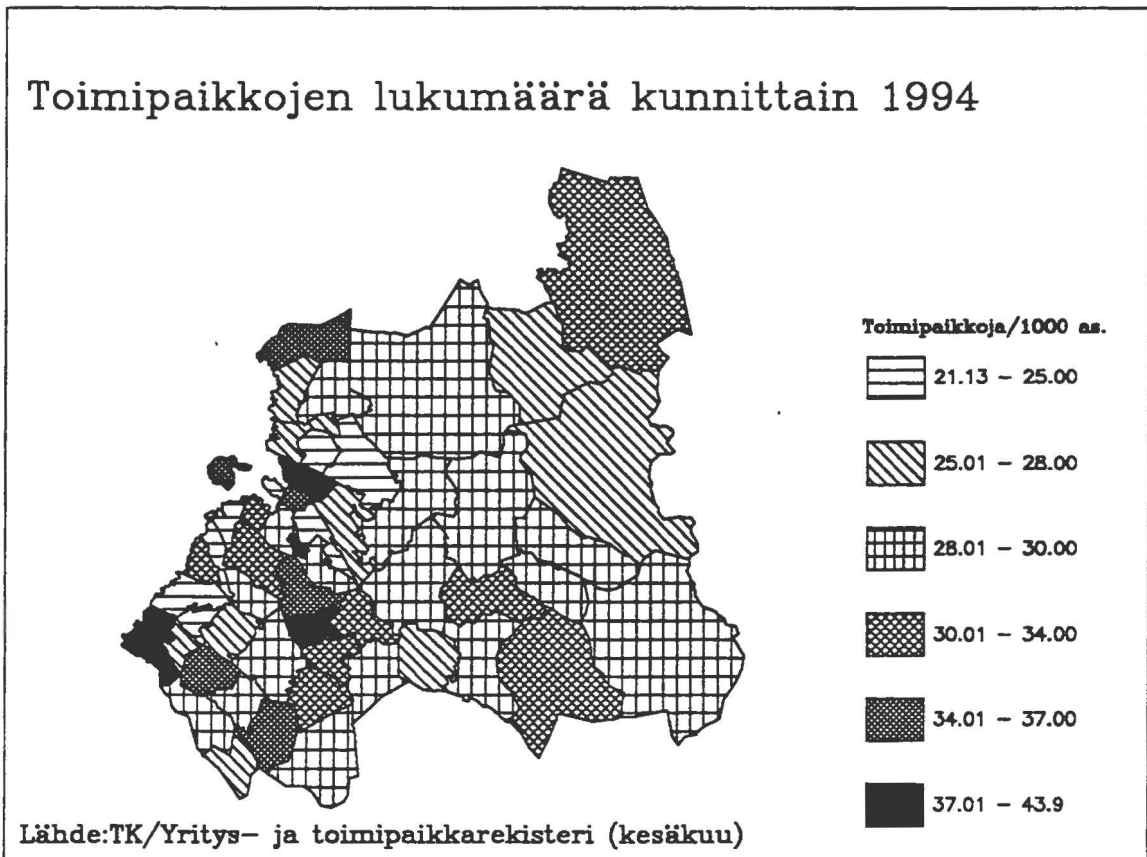 Toimipaikkojen lukumäärä kunnittain 1994
Toimipaikkoja/1000 as.
21.13 – 25.00
25.01 – 28.00
28.01 – 30.00
30.01 – 34.00
34.01 – 37.00
37.01 – 43.9
Lähde:TK/Yritys– ja toimipaikkarekisteri (kesäkuu)